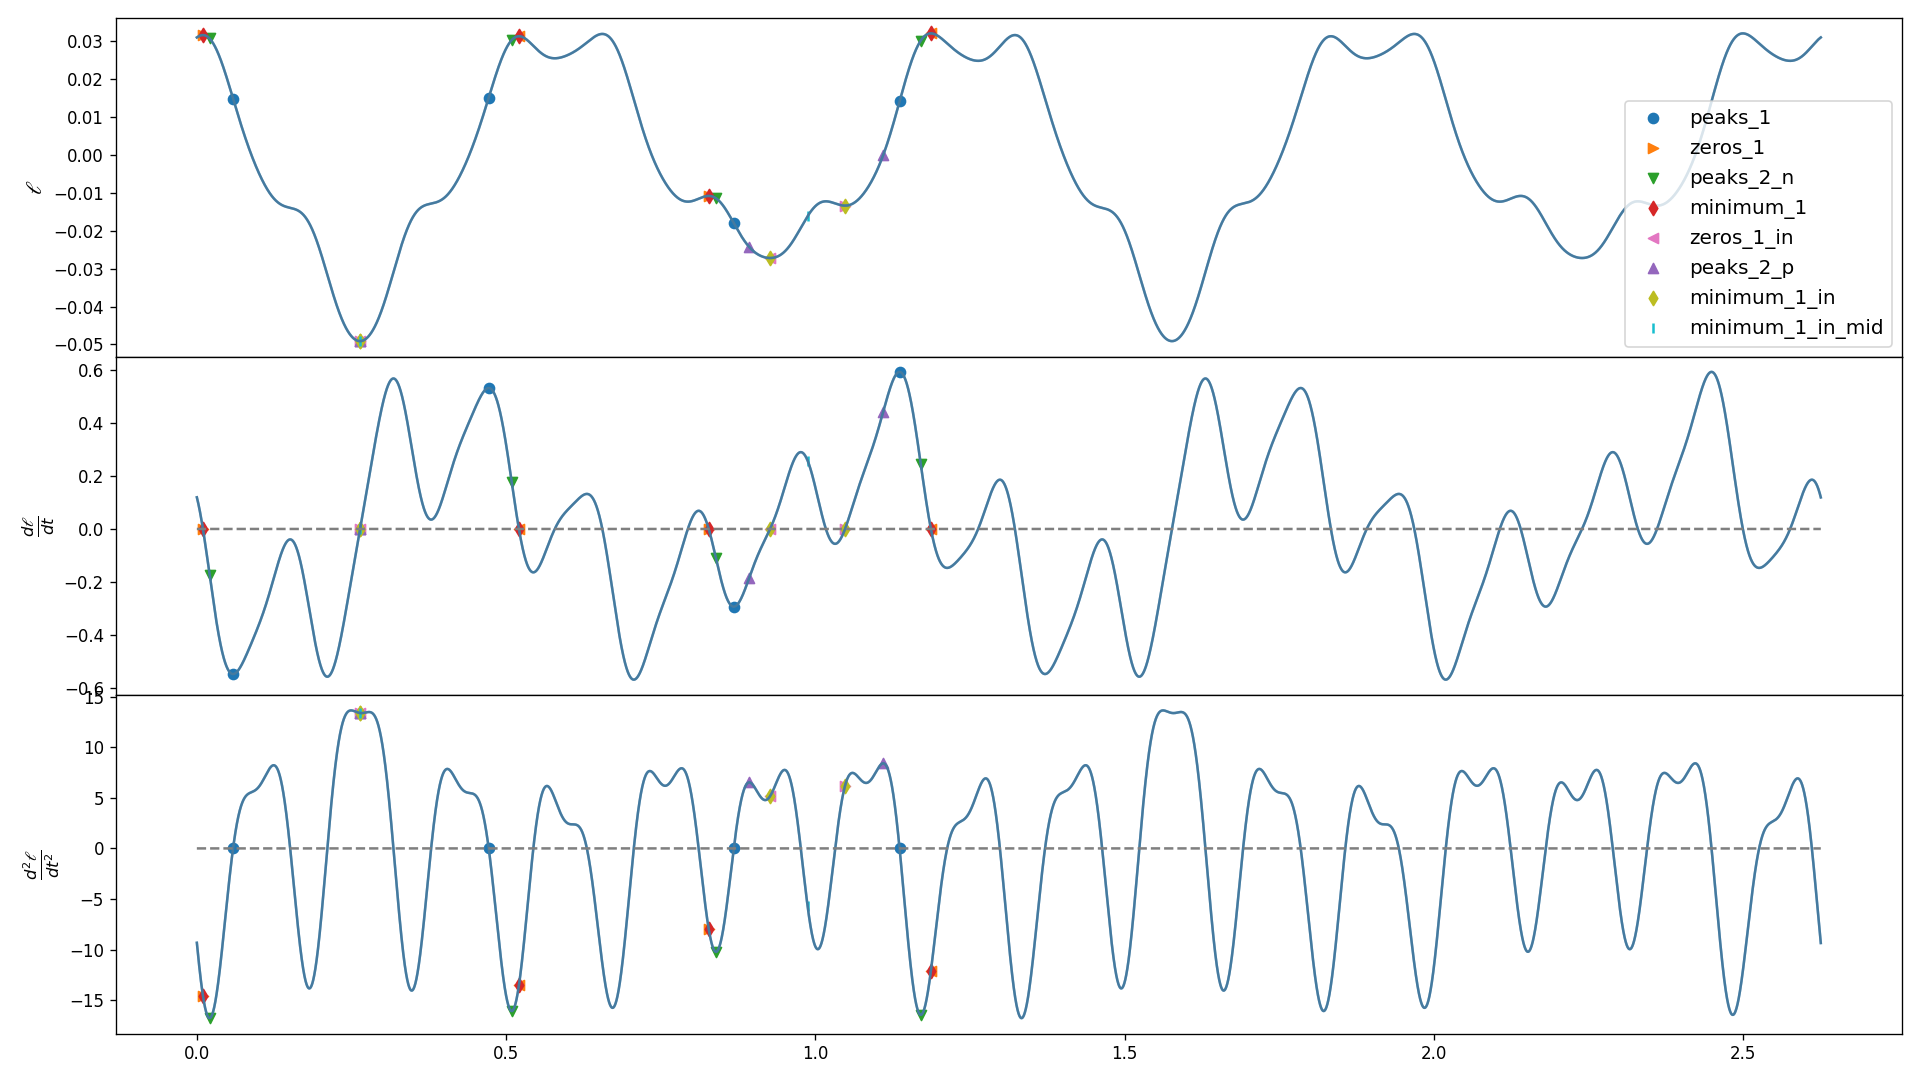 0.03
0.02
0.01
0.00
−0.01
−0.02
−0.03
−0.04
−0.05
ℓ
peaks_1
zeros_1
peaks_2_n
minimum_1
zeros_1_in
peaks_2_p
minimum_1_in
minimum_1_in_mid
0.6
0.4
0.2
0.0
−0.2
−0.4
−0.6
dℓ
dt
15
10
5
0
−5
−10
−15
d²ℓ
dt²
0.0 0.5 1.0 1.5 2.0 2.5